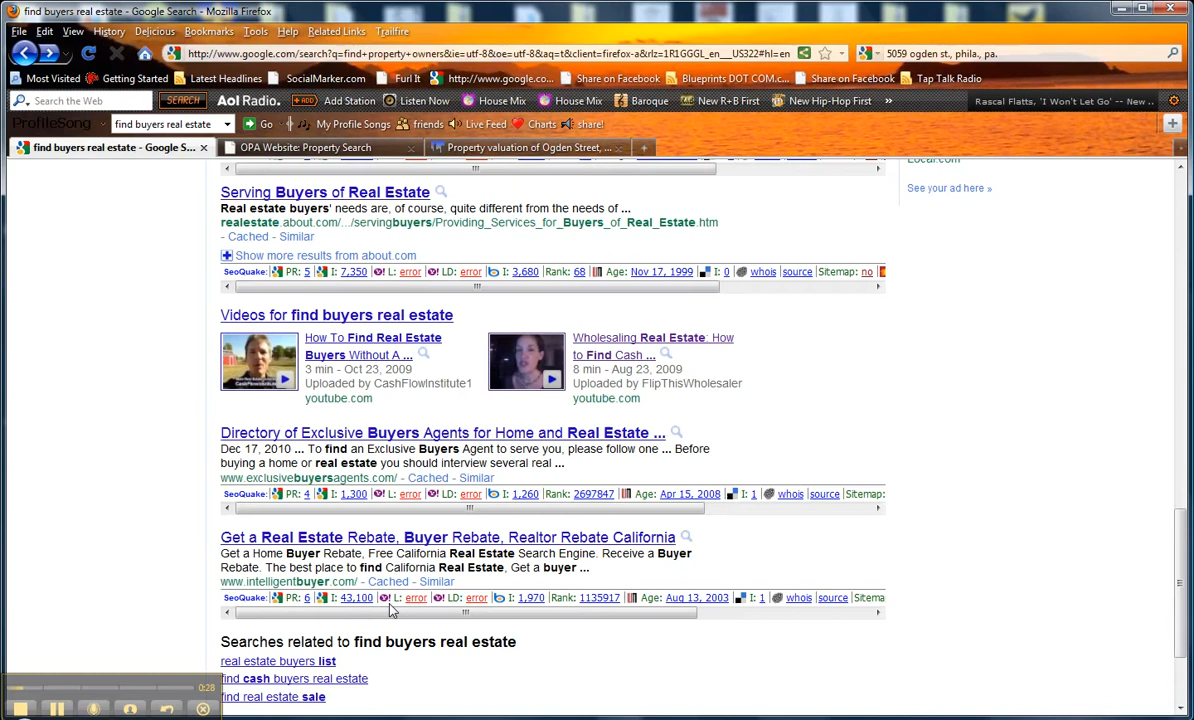 find buyers real estate - Google Search - Mozilla Firefox
File Edit View History Delicious Bookmarks Tools Help Related Links Trailfire
http://www.google.com/search?q=find+property+owners&ie=utf-8&oe=utf-8&aq=t&client=firefox-a&rlz=1R1GGGL_en__US322#hl=en
5059 ogden st, phila., pa.
Most Visited Getting Started Latest Headlines SocialMarker.com Furl It http://www.google.co... Share on Facebook Blueprints DOT COM.c... Share on Facebook Tap Talk Radio
Search the Web SEARCH Aol Radio. +ADD Add Station Listen Now House Mix House Mix Baroque New R+B First New Hip-Hop First » Rascal Flatts, 'I Won't Let Go' -- New ..
ProfileSong find buyers real estate Go My Profile Songs friends Live Feed Charts share!
find buyers real estate - Google S... OPA Website: Property Search Property valuation of Ogden Street, ...
Local.com
See your ad here »
Serving Buyers of Real Estate
Real estate buyers' needs are, of course, quite different from the needs of ...
realestate.about.com/.../servingbuyers/Providing_Services_for_Buyers_of_Real_Estate.htm
- Cached - Similar
Show more results from about.com
SeoQuake: PR: 5 I: 7,350 L: error LD: error I: 3,680 Rank: 68 Age: Nov 17, 1999 I: 0 whois source Sitemap: no
Videos for find buyers real estate
How To Find Real Estate
Buyers Without A ...
3 min - Oct 23, 2009
Uploaded by CashFlowInstitute1
youtube.com
Wholesaling Real Estate: How
to Find Cash ...
8 min - Aug 23, 2009
Uploaded by FlipThisWholesaler
youtube.com
Directory of Exclusive Buyers Agents for Home and Real Estate ...
Dec 17, 2010 ... To find an Exclusive Buyers Agent to serve you, please follow one ... Before
buying a home or real estate you should interview several real ...
www.exclusivebuyersagents.com/ - Cached - Similar
SeoQuake: PR: 4 I: 1,300 L: error LD: error I: 1,260 Rank: 2697847 Age: Apr 15, 2008 I: 1 whois source Sitemap:
Get a Real Estate Rebate, Buyer Rebate, Realtor Rebate California
Get a Home Buyer Rebate, Free California Real Estate Search Engine. Receive a Buyer
Rebate. The best place to find California Real Estate, Get a buyer ...
www.intelligentbuyer.com/ - Cached - Similar
SeoQuake: PR: 6 I: 43,100 L: error LD: error I: 1,970 Rank: 1135917 Age: Aug 13, 2003 I: 1 whois source Sitema
Searches related to find buyers real estate
real estate buyers list
find cash buyers real estate
find real estate sale
0:28